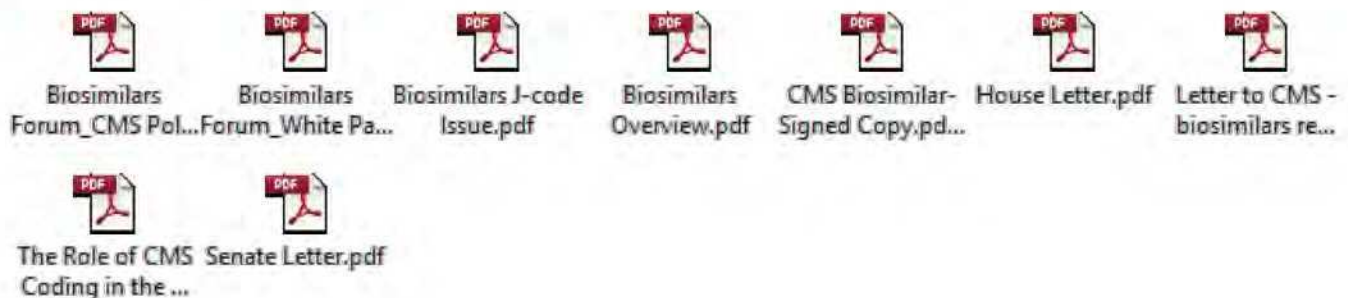 PDF PDF PDF PDF PDF PDF PDF
Biosimilars Biosimilars Biosimilars J-code Biosimilars CMS Biosimilar- House Letter.pdf Letter to CMS -
Forum_CMS Pol... Forum_White Pa... Issue.pdf Overview.pdf Signed Copy.pd... biosimilars re...
PDF PDF
The Role of CMS Senate Letter.pdf
Coding in the ...